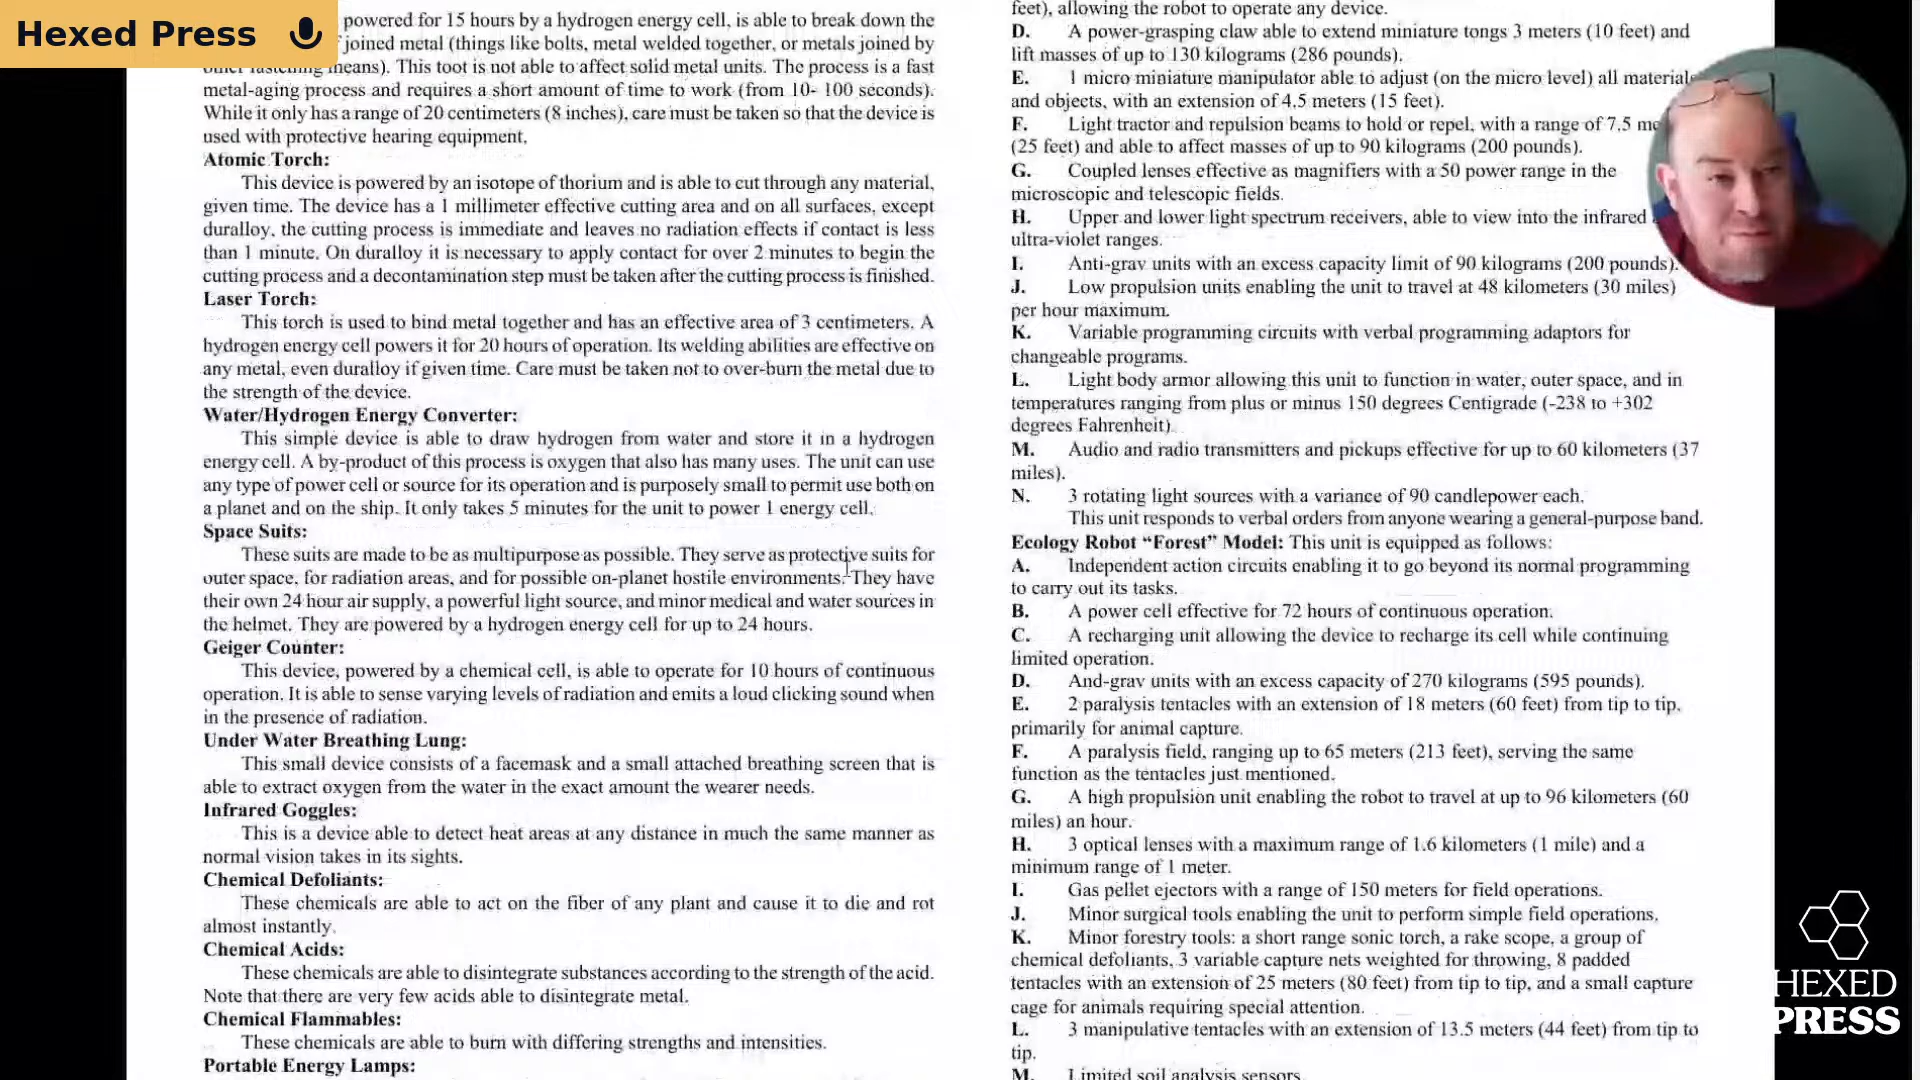 Hexed Press
powered for 15 hours by a hydrogen energy cell, is able to break down the
joined metal (things like bolts, metal welded together, or metals joined by
other fastening means). This toot is not able to affect solid metal units. The process is a fast
metal-aging process and requires a short amount of time to work (from 10- 100 seconds).
While it only has a range of 20 centimeters (8 inches), care must be taken so that the device is
used with protective hearing equipment.
Atomic Torch:
This device is powered by an isotope of thorium and is able to cut through any material,
given time. The device has a 1 millimeter effective cutting area and on all surfaces, except
duralloy, the cutting process is immediate and leaves no radiation effects if contact is less
than 1 minute. On duralloy it is necessary to apply contact for over 2 minutes to begin the
cutting process and a decontamination step must be taken after the cutting process is finished.
Laser Torch:
This torch is used to bind metal together and has an effective area of 3 centimeters. A
hydrogen energy cell powers it for 20 hours of operation. Its welding abilities are effective on
any metal, even duralloy if given time. Care must be taken not to over-burn the metal due to
the strength of the device.
Water/Hydrogen Energy Converter:
This simple device is able to draw hydrogen from water and store it in a hydrogen
energy cell. A by-product of this process is oxygen that also has many uses. The unit can use
any type of power cell or source for its operation and is purposely small to permit use both on
a planet and on the ship. It only takes 5 minutes for the unit to power 1 energy cell.
Space Suits:
These suits are made to be as multipurpose as possible. They serve as protective suits for
outer space, for radiation areas, and for possible on-planet hostile environments. They have
their own 24 hour air supply, a powerful light source, and minor medical and water sources in
the helmet. They are powered by a hydrogen energy cell for up to 24 hours.
Geiger Counter:
This device, powered by a chemical cell, is able to operate for 10 hours of continuous
operation. It is able to sense varying levels of radiation and emits a loud clicking sound when
in the presence of radiation.
Under Water Breathing Lung:
This small device consists of a facemask and a small attached breathing screen that is
able to extract oxygen from the water in the exact amount the wearer needs.
Infrared Goggles:
This is a device able to detect heat areas at any distance in much the same manner as
normal vision takes in its sights.
Chemical Defoliants:
These chemicals are able to act on the fiber of any plant and cause it to die and rot
almost instantly.
Chemical Acids:
These chemicals are able to disintegrate substances according to the strength of the acid.
Note that there are very few acids able to disintegrate metal.
Chemical Flammables:
These chemicals are able to burn with differing strengths and intensities.
Portable Energy Lamps:
feet), allowing the robot to operate any device.
D. A power-grasping claw able to extend miniature tongs 3 meters (10 feet) and
lift masses of up to 130 kilograms (286 pounds).
E. 1 micro miniature manipulator able to adjust (on the micro level) all materials
and objects, with an extension of 4.5 meters (15 feet).
F. Light tractor and repulsion beams to hold or repel, with a range of 7.5 me
(25 feet) and able to affect masses of up to 90 kilograms (200 pounds).
G. Coupled lenses effective as magnifiers with a 50 power range in the
microscopic and telescopic fields.
H. Upper and lower light spectrum receivers, able to view into the infrared
ultra-violet ranges.
I. Anti-grav units with an excess capacity limit of 90 kilograms (200 pounds).
J. Low propulsion units enabling the unit to travel at 48 kilometers (30 miles)
per hour maximum.
K. Variable programming circuits with verbal programming adaptors for
changeable programs.
L. Light body armor allowing this unit to function in water, outer space, and in
temperatures ranging from plus or minus 150 degrees Centigrade (-238 to +302
degrees Fahrenheit)
M. Audio and radio transmitters and pickups effective for up to 60 kilometers (37
miles).
N. 3 rotating light sources with a variance of 90 candlepower each.
This unit responds to verbal orders from anyone wearing a general-purpose band.
Ecology Robot “Forest” Model: This unit is equipped as follows:
A. Independent action circuits enabling it to go beyond its normal programming
to carry out its tasks.
B. A power cell effective for 72 hours of continuous operation.
C. A recharging unit allowing the device to recharge its cell while continuing
limited operation.
D. And-grav units with an excess capacity of 270 kilograms (595 pounds).
E. 2 paralysis tentacles with an extension of 18 meters (60 feet) from tip to tip,
primarily for animal capture.
F. A paralysis field, ranging up to 65 meters (213 feet), serving the same
function as the tentacles just mentioned.
G. A high propulsion unit enabling the robot to travel at up to 96 kilometers (60
miles) an hour.
H. 3 optical lenses with a maximum range of 1.6 kilometers (1 mile) and a
minimum range of 1 meter.
I. Gas pellet ejectors with a range of 150 meters for field operations.
J. Minor surgical tools enabling the unit to perform simple field operations.
K. Minor forestry tools: a short range sonic torch, a rake scope, a group of
chemical defoliants, 3 variable capture nets weighted for throwing, 8 padded
tentacles with an extension of 25 meters (80 feet) from tip to tip, and a small capture
cage for animals requiring special attention.
L. 3 manipulative tentacles with an extension of 13.5 meters (44 feet) from tip to
tip.
M. Limited soil analysis sensors.
HEXED
PRESS